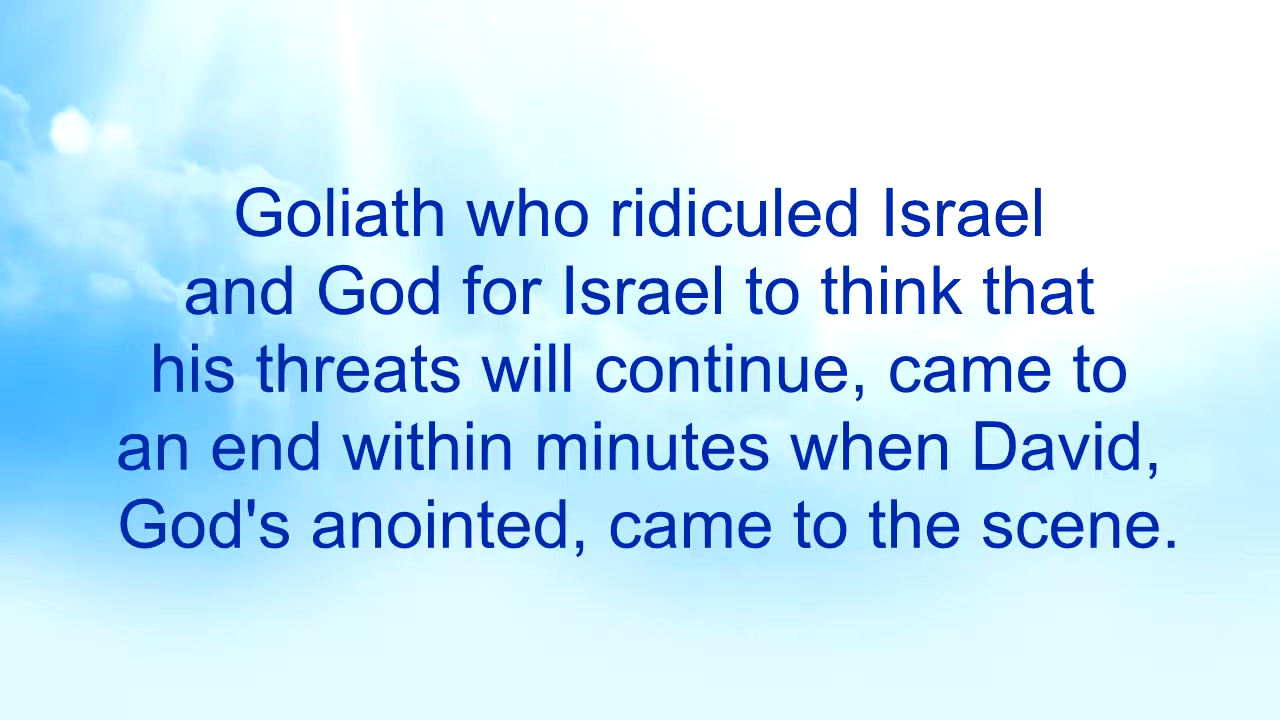 Goliath who ridiculed Israel
and God for Israel to think that
his threats will continue, came to
an end within minutes when David,
God's anointed, came to the scene.